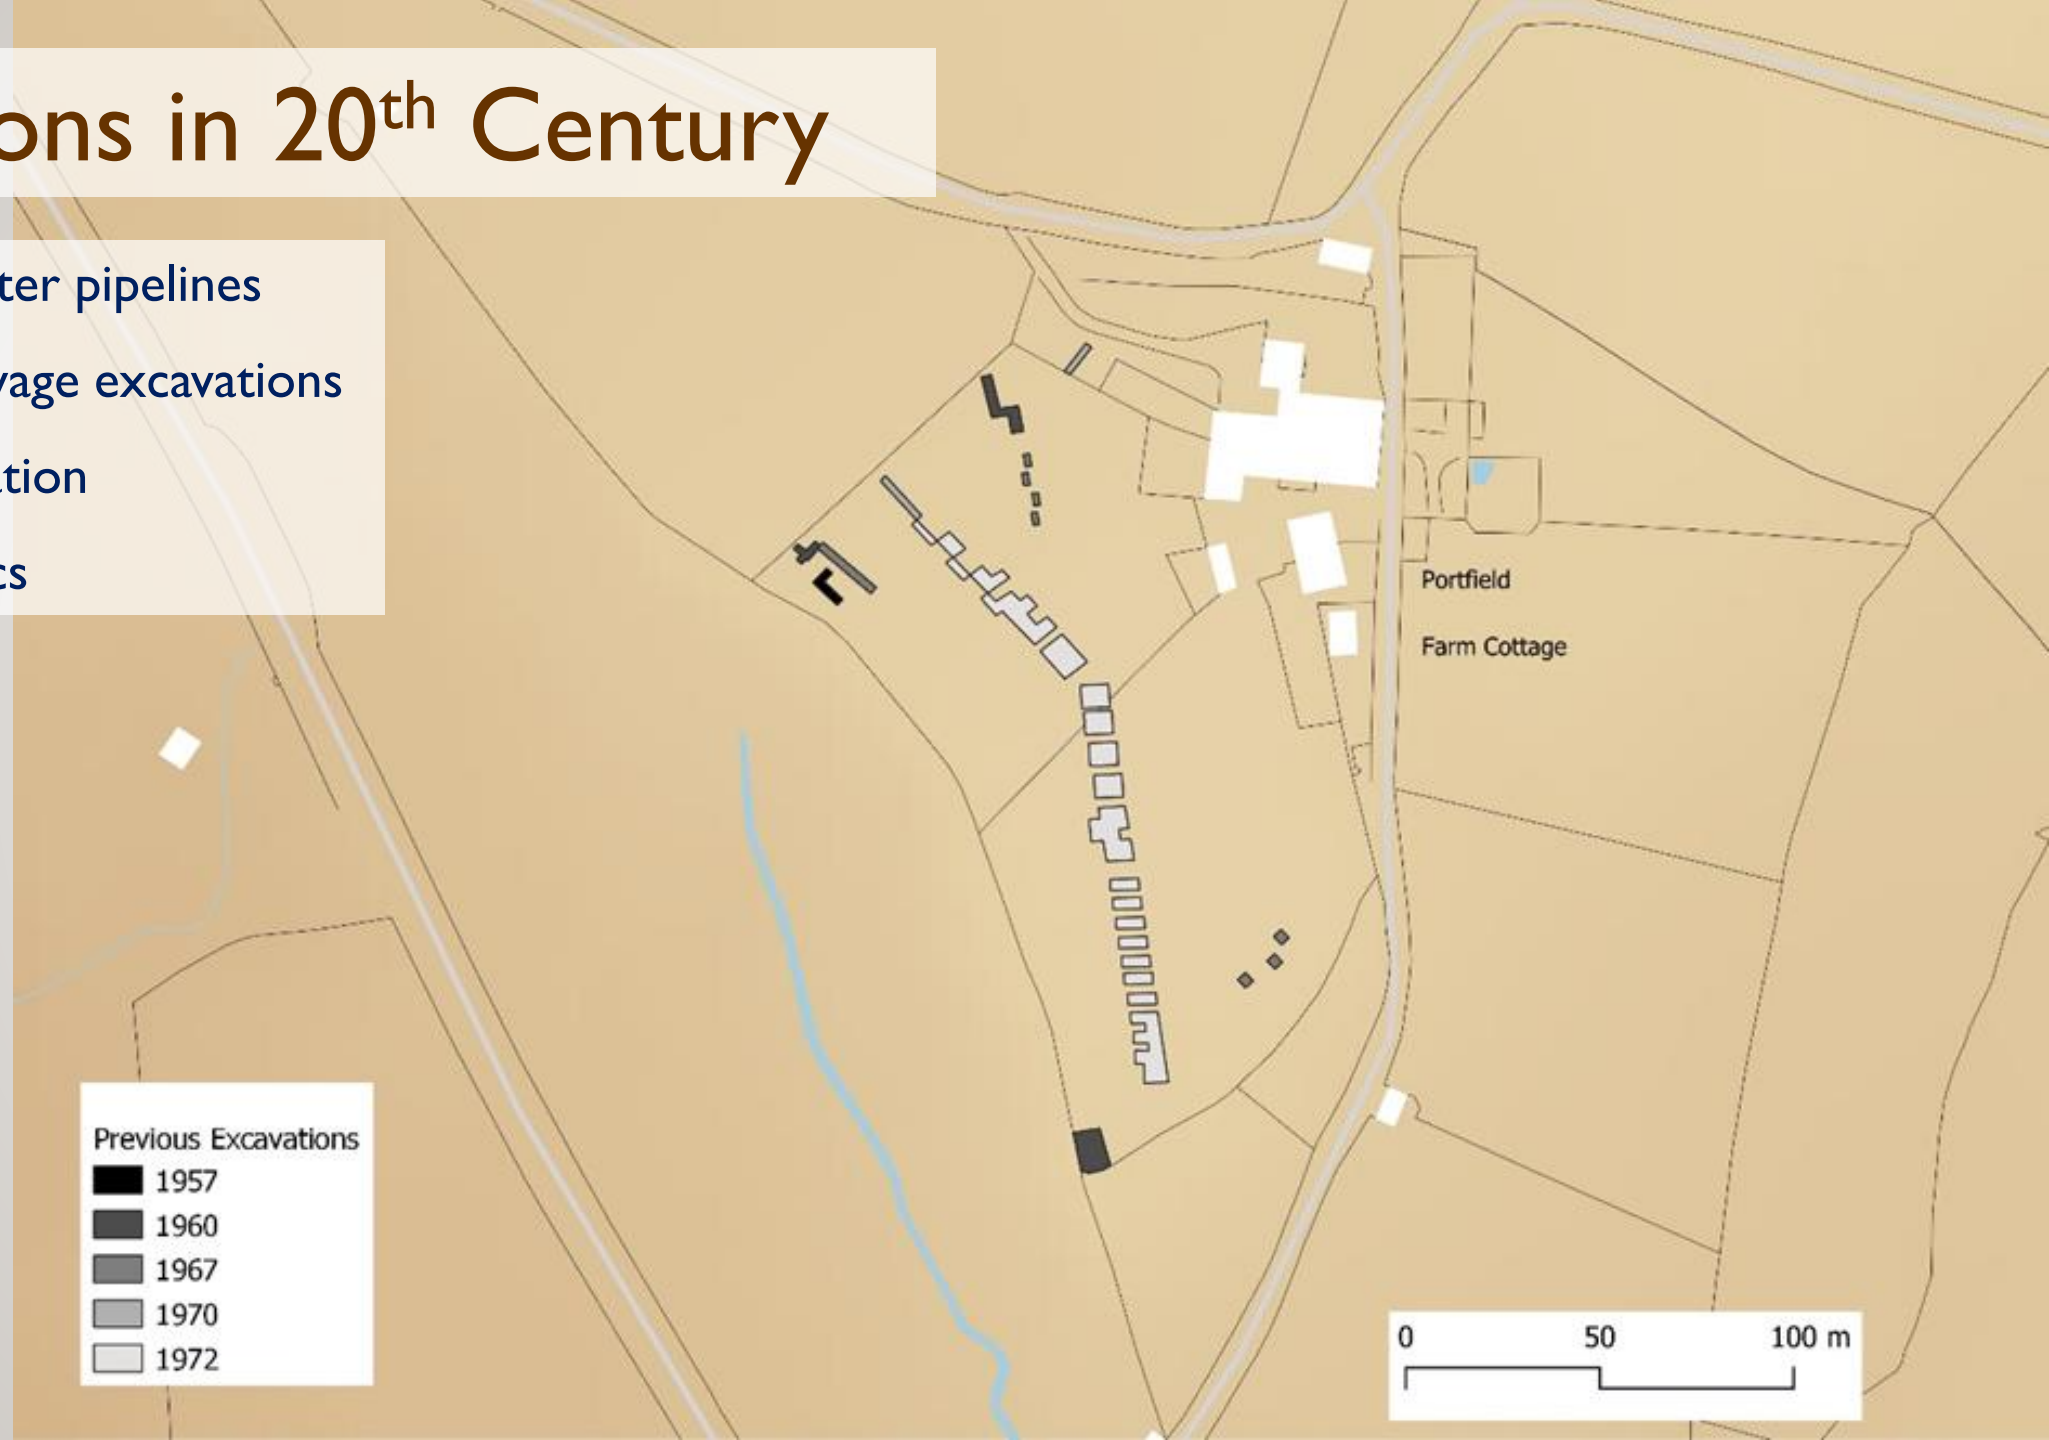 ons in 20th Century
ter pipelines
vage excavations
ation
cs
Portfield
Farm Cottage
Previous Excavations
1957
1960
1967
1970
1972
0 50 100 m